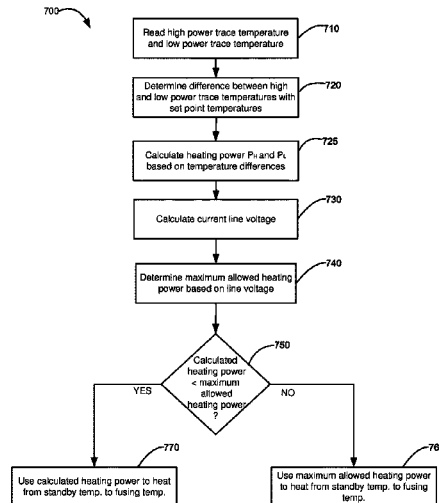 700
710
Read high power trace temperature
and low power trace temperature
720
Determine difference between high
and low power trace temperatures with
set point temperatures
725
Calculate heating power PH and PL
based on temperature differences
730
Calculate current line voltage
740
Determine maximum allowed heating
power based on line voltage
750
Calculated
heating power
< maximum
allowed
heating power
?
YES
NO
770
76
Use calculated heating power to heat
from standby temp. to fusing temp.
Use maximum allowed heating power
to heat from standby temp. to fusing
temp.